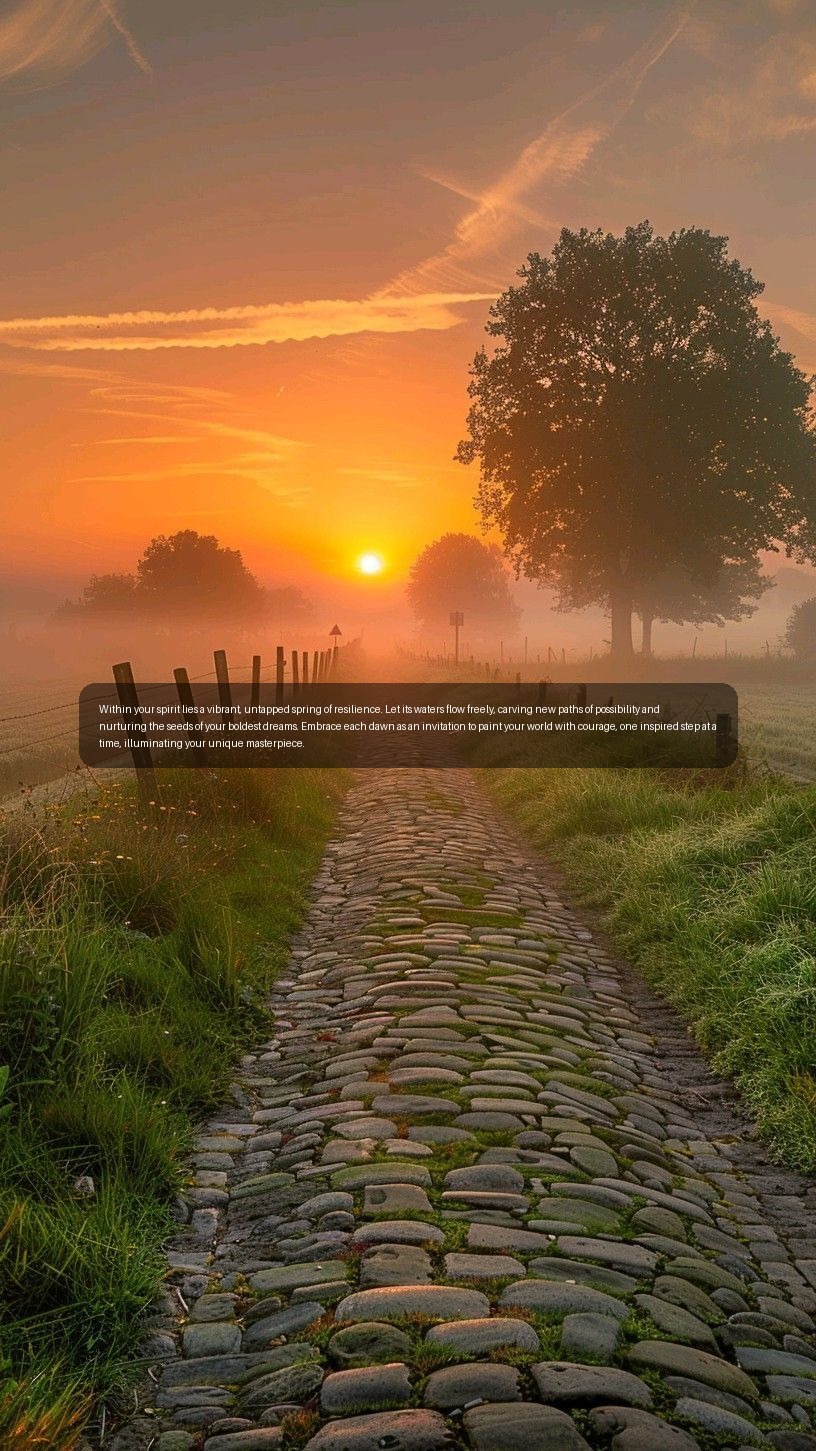 Within your spirit lies a vibrant, untapped spring of resilience. Let its waters flow freely, carving new paths of possibility and
nurturing the seeds of your boldest dreams. Embrace each dawn as an invitation to paint your world with courage, one inspired step at a
time, illuminating your unique masterpiece.